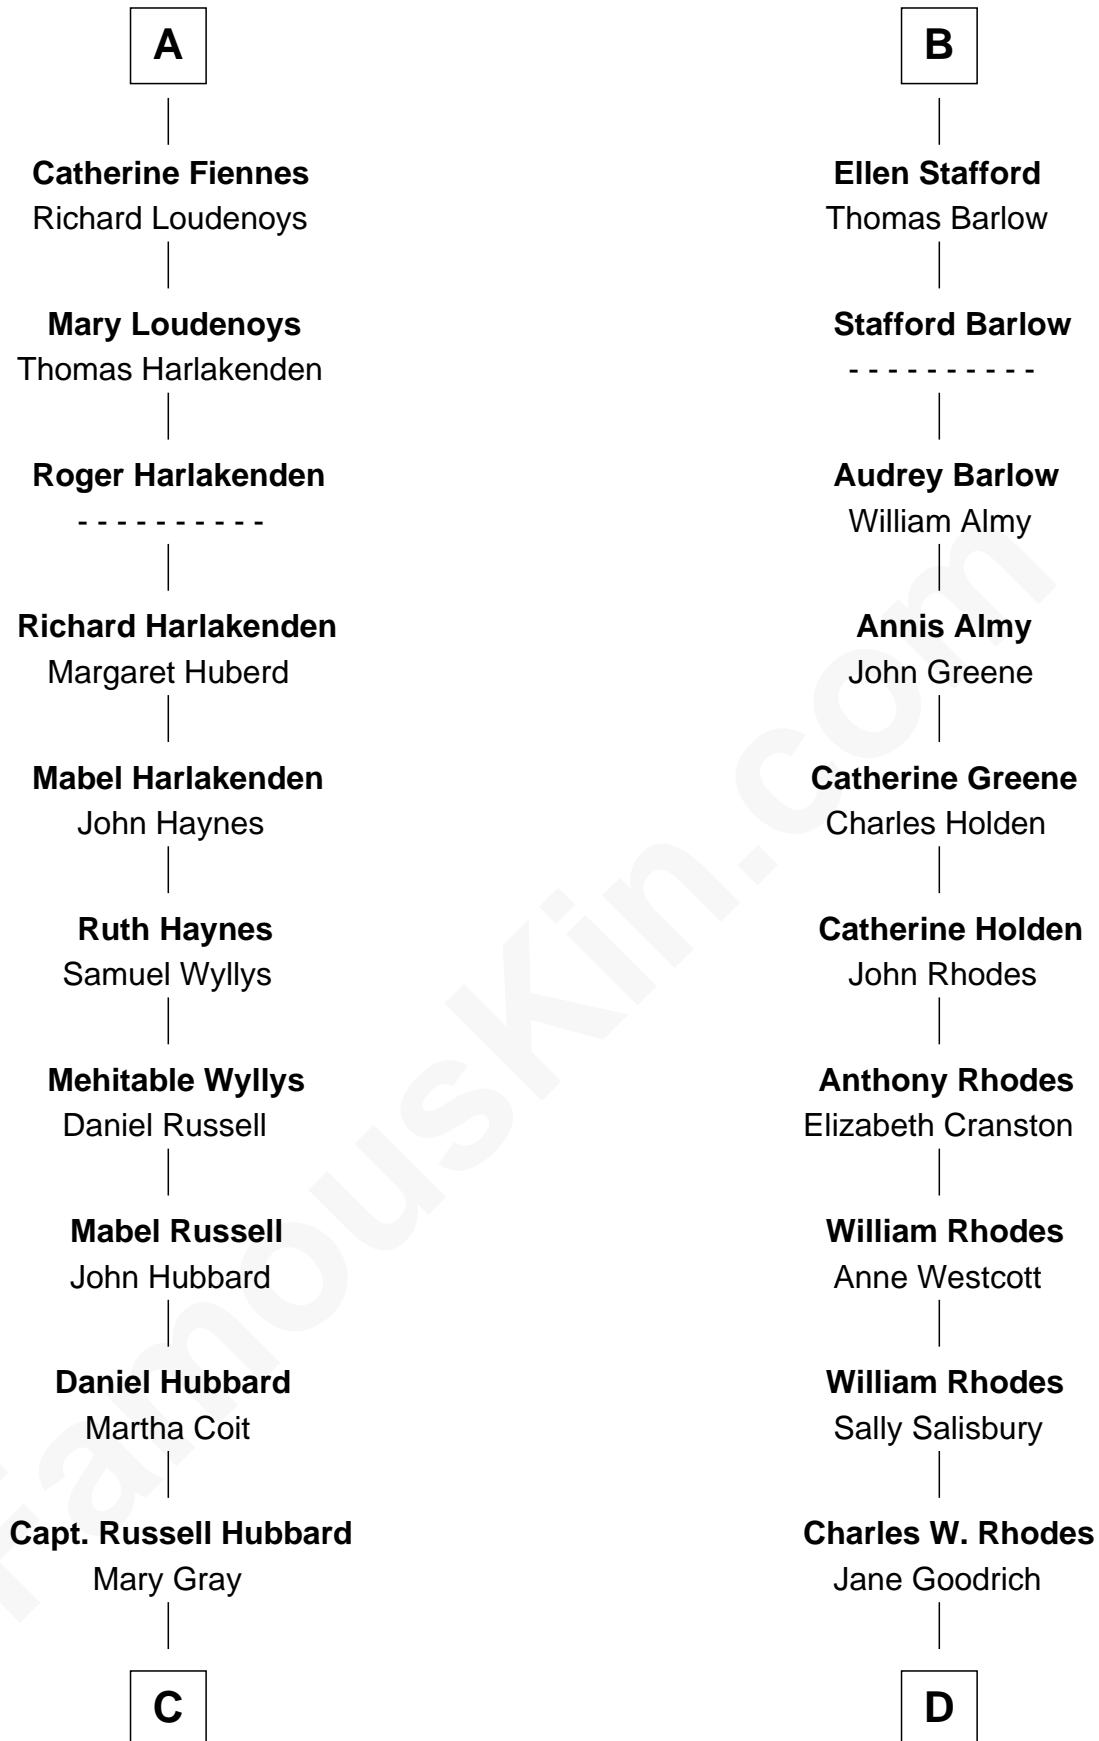 A
Catherine Fiennes
Richard Loudenoys
Mary Loudenoys
Thomas Harlakenden
Roger Harlakenden
- - - - - - - - - -
Richard Harlakenden
Margaret Huberd
Mabel Harlakenden
John Haynes
Ruth Haynes
Samuel Wyllys
Mehitable Wyllys
Daniel Russell
Mabel Russell
John Hubbard
Daniel Hubbard
Martha Coit
Capt. Russell Hubbard
Mary Gray
C
B
Ellen Stafford
Thomas Barlow
Stafford Barlow
- - - - - - - - - -
Audrey Barlow
William Almy
Annis Almy
John Greene
Catherine Greene
Charles Holden
Catherine Holden
John Rhodes
Anthony Rhodes
Elizabeth Cranston
William Rhodes
Anne Westcott
William Rhodes
Sally Salisbury
Charles W. Rhodes
Jane Goodrich
D
FamousKin.com